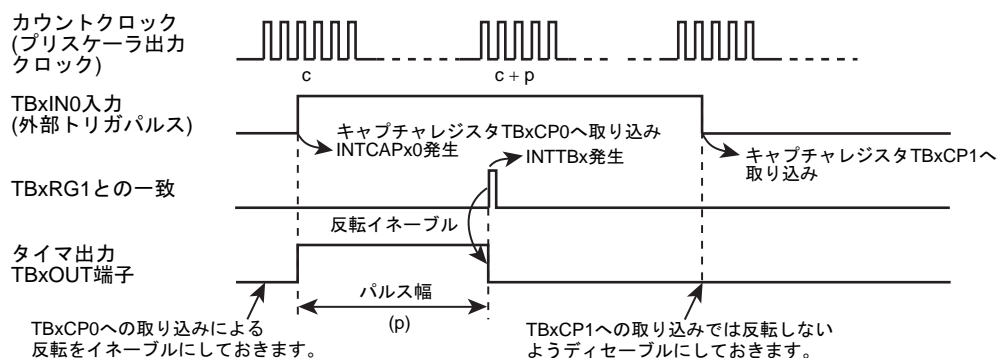 カウントクロック
(プリスケーラ出力
クロック)
c
c + p
TBxIN0入力
(外部トリガパルス)
キャプチャレジスタTBxCP0へ取り込み
INTCAPx0発生
INTTBx発生
キャプチャレジスタTBxCP1へ
取り込み
TBxRG1との一致
反転イネーブル
タイマ出力
TBxOUT端子
パルス幅
(p)
TBxCP0への取り込みによる
反転をイネーブルにしておきます。
TBxCP1への取り込みでは反転しない
ようディセーブルにしておきます。